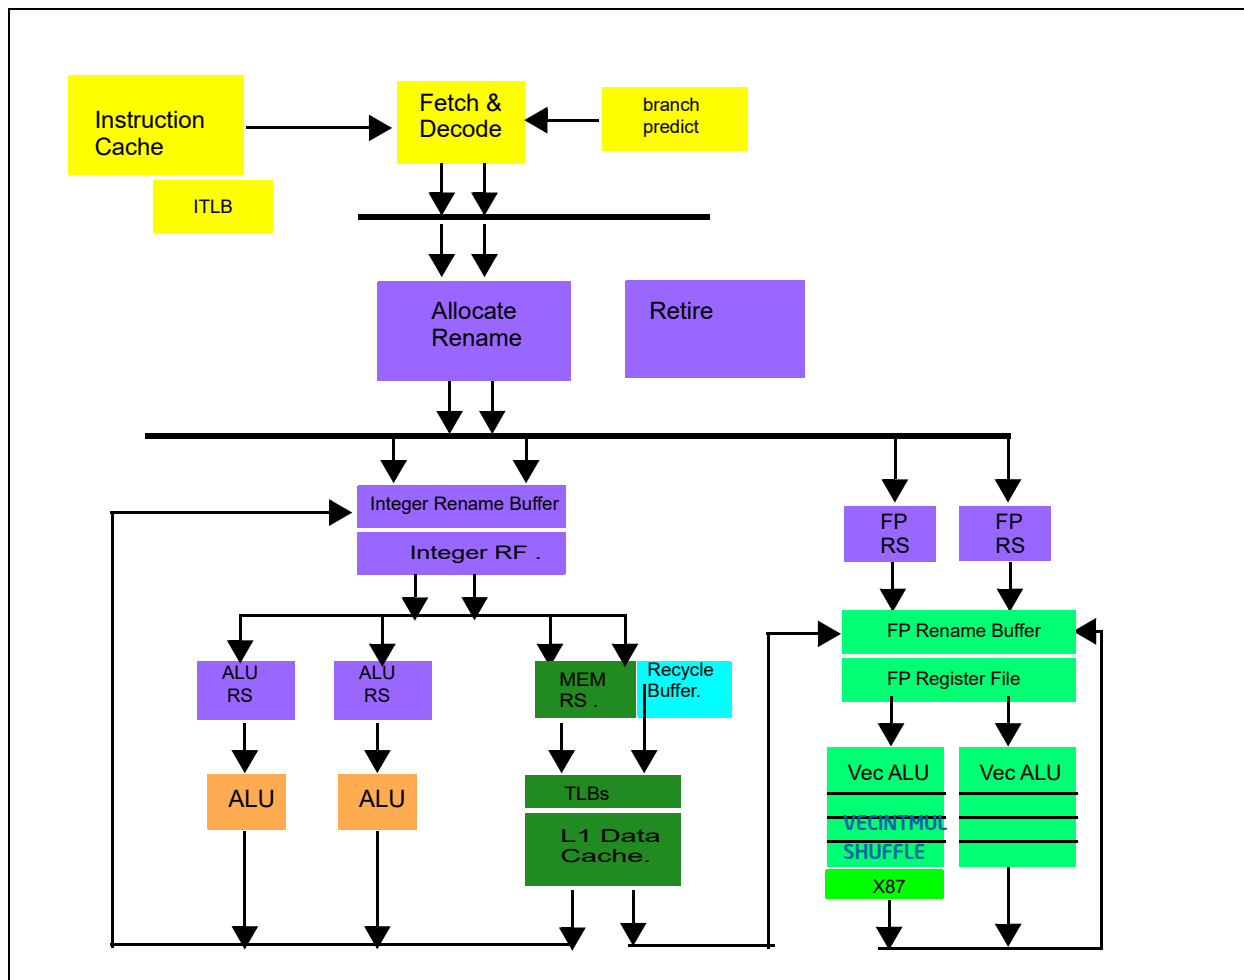 Instruction
Cache
Fetch &
Decode
branch
predict
ITLB
Allocate
Rename
Retire
Integer Rename Buffer
Integer RF .
FP
RS
FP
RS
ALU
RS
ALU
RS
MEM
RS .
Recycle
Buffer.
FP Rename Buffer
FP Register File
ALU
ALU
TLBs
L1 Data
Cache.
Vec ALU
VECINTMUL
SHUFFLE
X87
Vec ALU